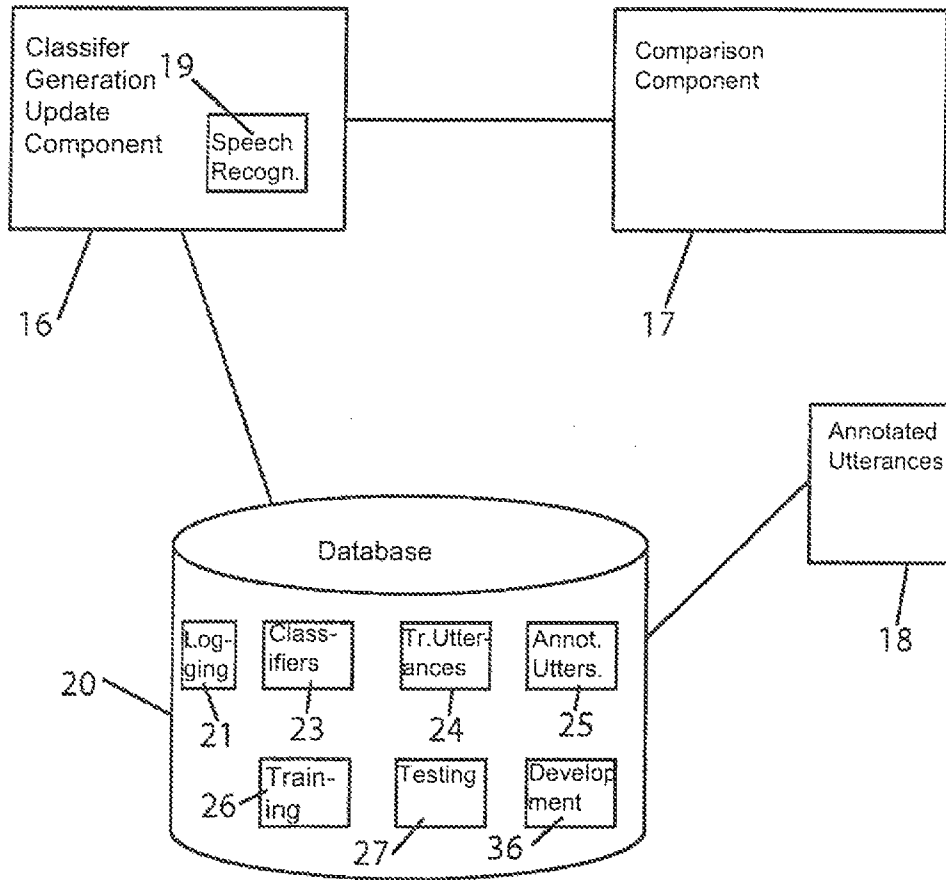 Classifer
Generation
Update
Component
19
Speech
Recogn.
Comparison
Component
16
17
Annotated
Utterances
18
Database
Log-
ging
Class-
ifiers
Tr.Utter-
ances
Annot.
Utters.
20
21
23
24
25
Train-
ing
Testing
Develop
ment
26
27
36